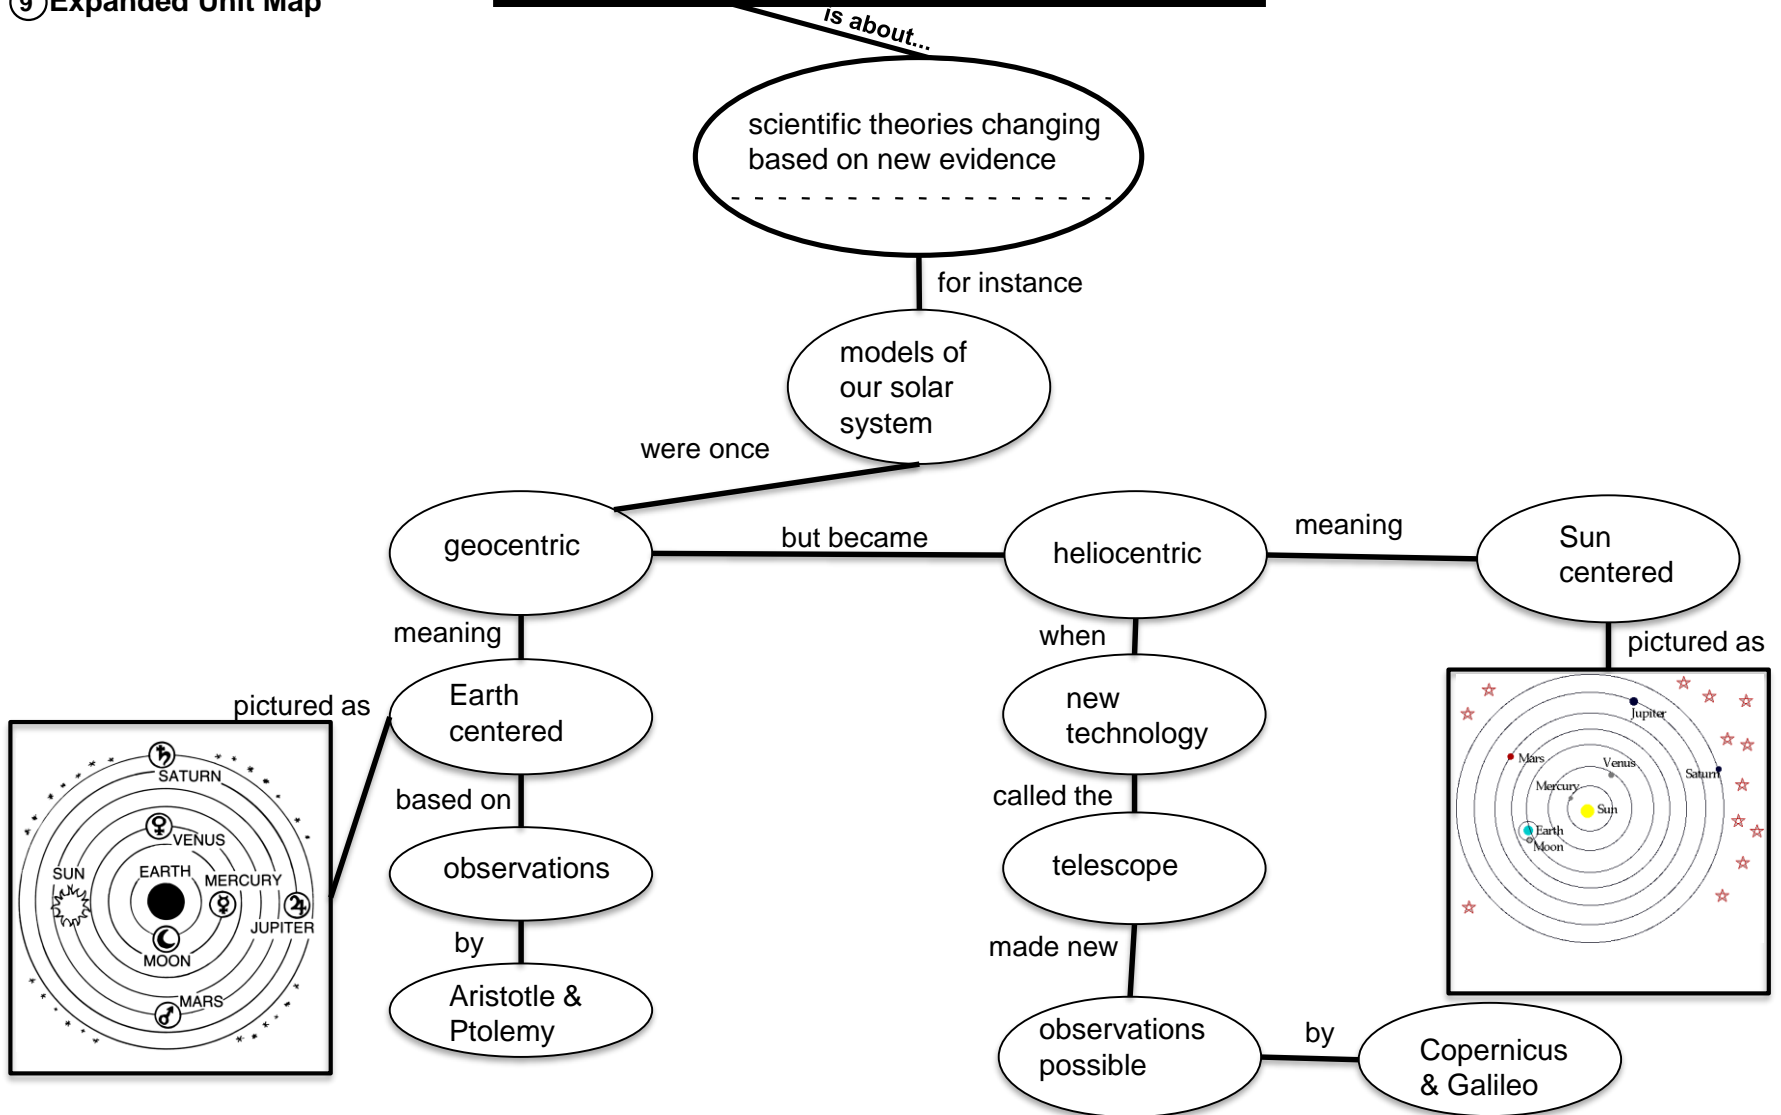 9 Expanded Unit Map
is about...
scientific theories changing
based on new evidence
for instance
models of
our solar
system
were once
geocentric
but became
heliocentric
meaning
Sun
centered
meaning
when
pictured as
pictured as
Earth
centered
new
technology
based on
called the
observations
telescope
by
made new
Aristotle &
Ptolemy
observations
possible
by
Copernicus
& Galileo
SATURN
VENUS
SUN
EARTH
MERCURY
JUPITER
MOON
MARS
Jupiter
Mars
Venus
Saturn
Mercury
Sun
Earth
Moon